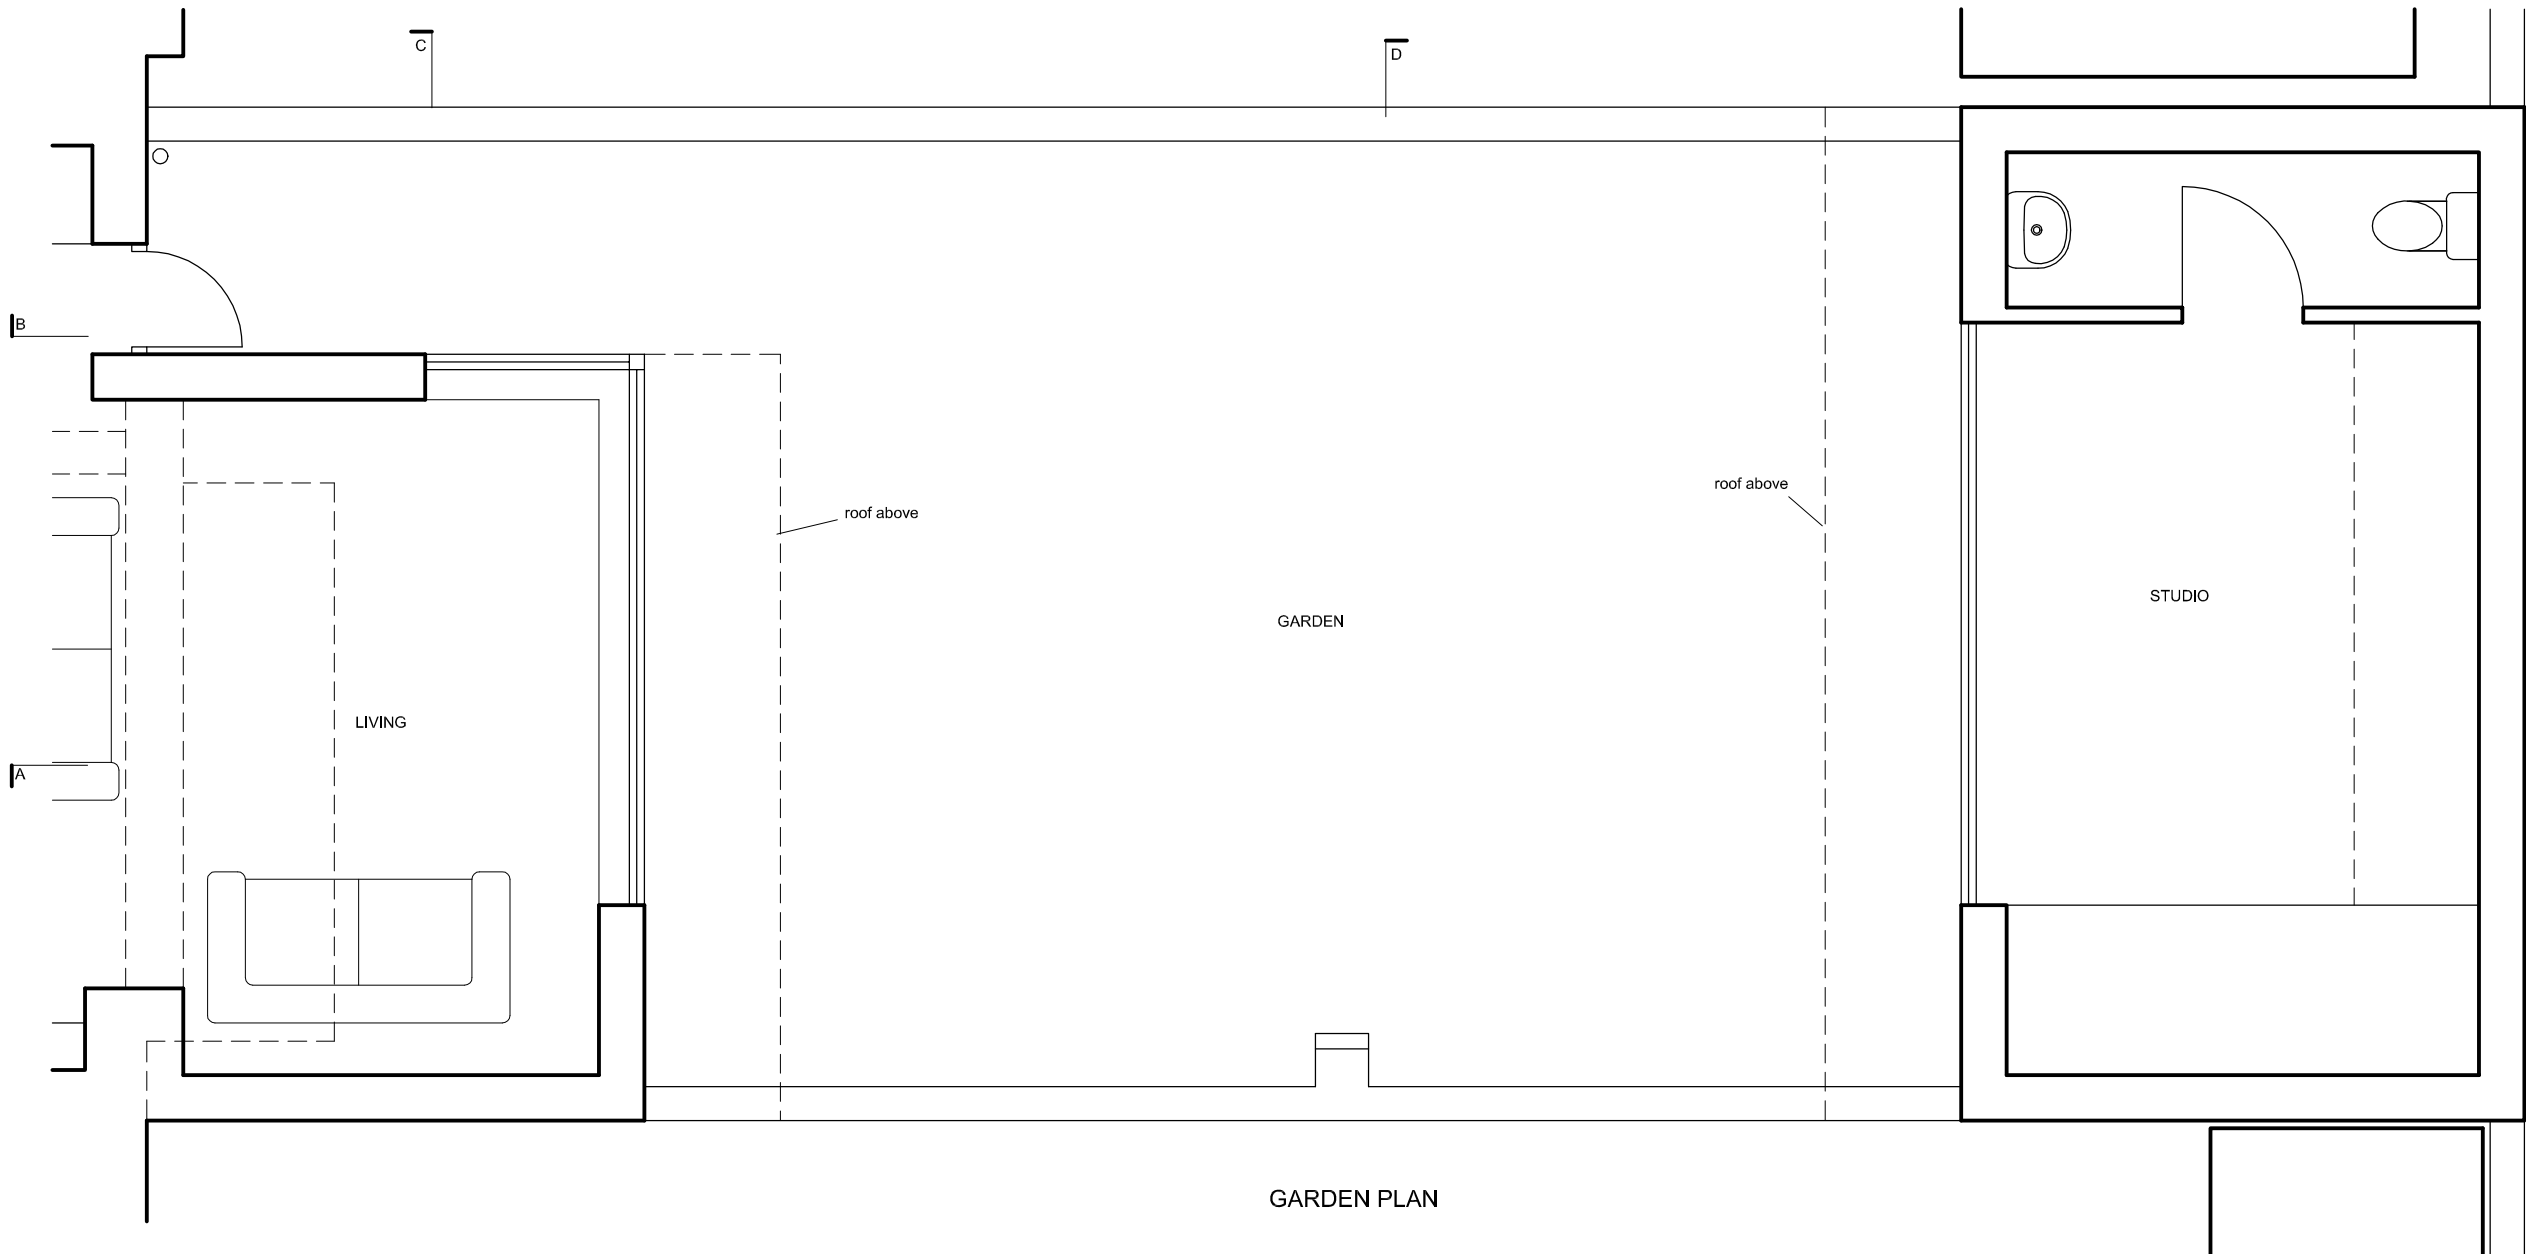 C
D
B
roof above
roof above
STUDIO
GARDEN
LIVING
A
GARDEN PLAN